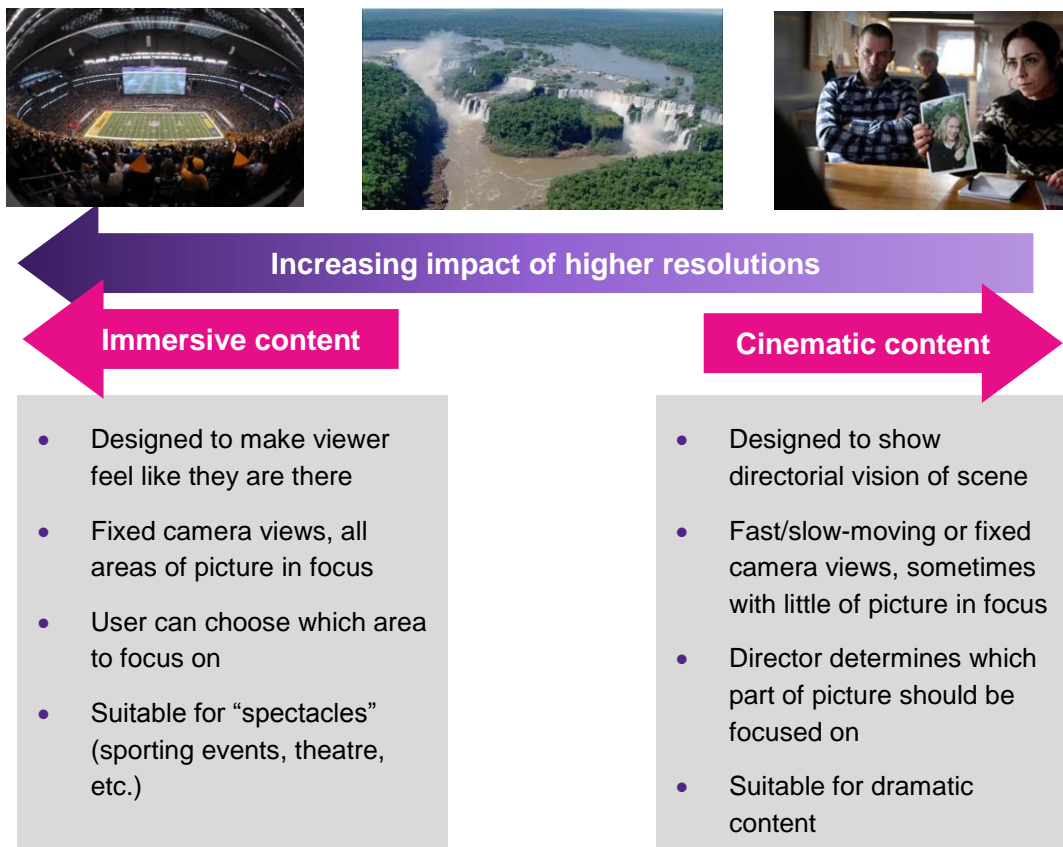 Increasing impact of higher resolutions
Immersive content
Cinematic content
• Designed to make viewer
feel like they are there
• Fixed camera views, all
areas of picture in focus
• User can choose which area
to focus on
• Suitable for “spectacles”
(sporting events, theatre,
etc.)
• Designed to show
directorial vision of scene
• Fast/slow-moving or fixed
camera views, sometimes
with little of picture in focus
• Director determines which
part of picture should be
focused on
• Suitable for dramatic
content